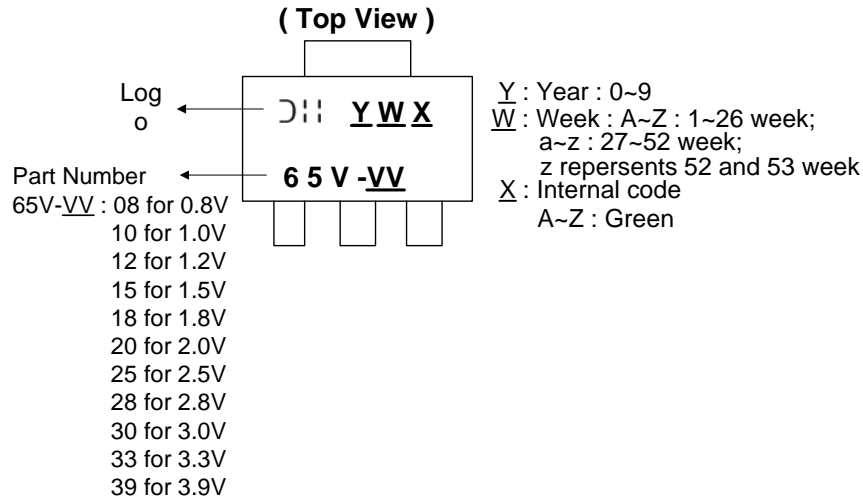 ( Top View )
Log
o
Y W X
Y : Year : 0~9
W : Week : A~Z : 1~26 week;
a~z : 27~52 week;
z repersents 52 and 53 week
X : Internal code
A~Z : Green
Part Number
6 5 V -VV
65V-VV : 08 for 0.8V
10 for 1.0V
12 for 1.2V
15 for 1.5V
18 for 1.8V
20 for 2.0V
25 for 2.5V
28 for 2.8V
30 for 3.0V
33 for 3.3V
39 for 3.9V